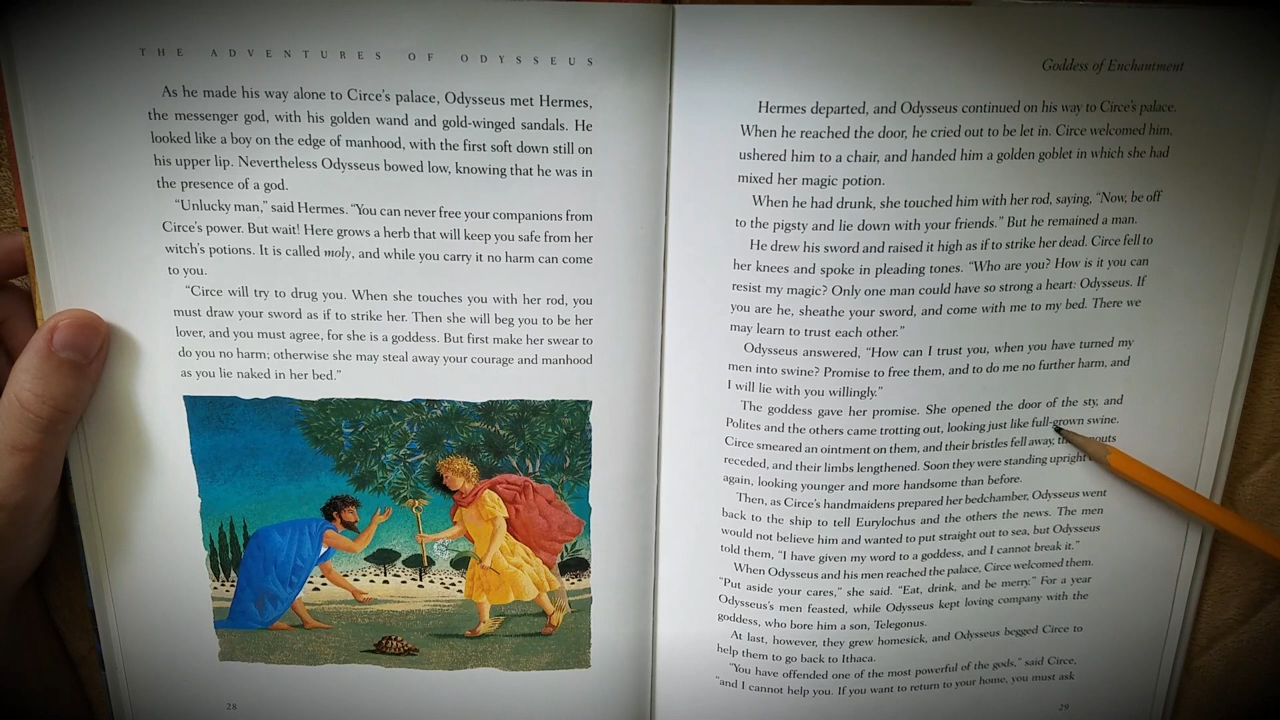 THE ADVENTURES OF ODYSSEUS
As he made his way alone to Circe's palace, Odysseus met Hermes,
the messenger god, with his golden wand and gold-winged sandals. He
looked like a boy on the edge of manhood, with the first soft down still on
his upper lip. Nevertheless Odysseus bowed low, knowing that he was in
the presence of a god.
"Unlucky man," said Hermes. "You can never free your companions from
Circe's power. But wait! Here grows a herb that will keep you safe from her
witch's potions. It is called moly, and while you carry it no harm can come
to you.
"Circe will try to drug you. When she touches you with her rod, you
must draw your sword as if to strike her. Then she will beg you to be her
lover, and you must agree, for she is a goddess. But first make her swear to
do you no harm; otherwise she may steal away your courage and manhood
as you lie naked in her bed."
28
Goddess of Enchantment
Hermes departed, and Odysseus continued on his way to Circe's palace.
When he reached the door, he cried out to be let in. Circe welcomed him,
ushered him to a chair, and handed him a golden goblet in which she had
mixed her magic potion.
When he had drunk, she touched him with her rod, saying, "Now, be off
to the pigsty and lie down with your friends." But he remained a man.
He drew his sword and raised it high as if to strike her dead. Circe fell to
her knees and spoke in pleading tones. "Who are you? How is it you can
resist my magic? Only one man could have so strong a heart: Odysseus. If
you are he, sheathe your sword, and come with me to my bed. There we
may learn to trust each other."
Odysseus answered, "How can I trust you, when you have turned my
men into swine? Promise to free them, and to do me no further harm, and
I will lie with you willingly."
The goddess gave her promise. She opened the door of the sty, and
Polites and the others came trotting out, looking just like full-grown swine.
Circe smeared an ointment on them, and their bristles fell away,
receded, and their limbs lengthened. Soon they were standing upright
again, looking younger and more handsome than before.
Then, as Circe's handmaidens prepared her bedchamber, Odysseus went
back to the ship to tell Eurylochus and the others the news. The men
would not believe him and wanted to put straight out to sea, but Odysseus
told them, "I have given my word to a goddess, and I cannot break it."
When Odysseus and his men reached the palace, Circe welcomed them.
"Put aside your cares," she said. "Eat, drink, and be merry." For a year
Odysseus's men feasted, while Odysseus kept loving company with the
goddess, who bore him a son, Telegonus.
At last, however, they grew homesick, and Odysseus begged Circe to
help them to go back to Ithaca.
"You have offended one of the most powerful of the gods," said Circe,
"and I cannot help you. If you want to return to your home, you must ask
29